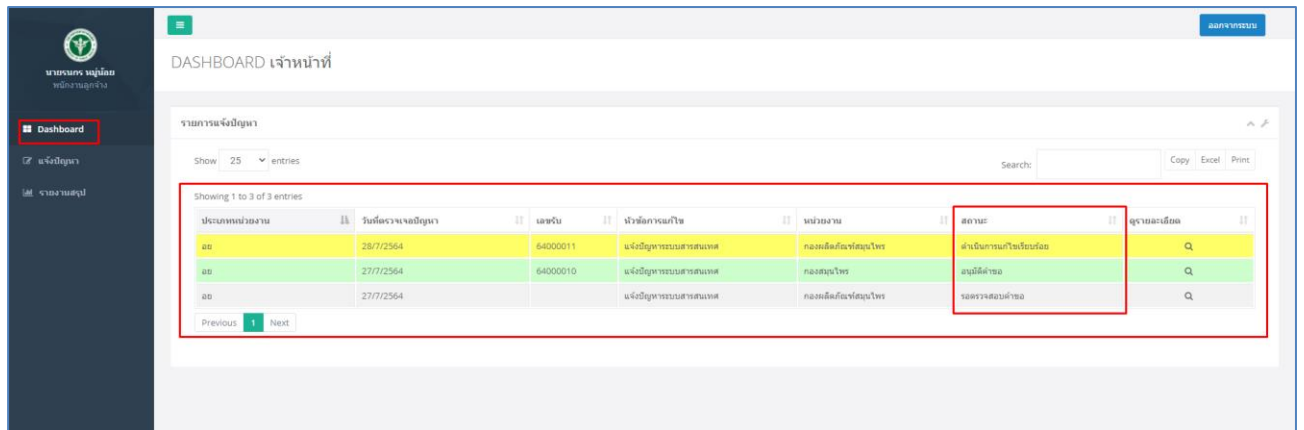 ออกจากระบบ
DASHBOARD เจ้าหน้าที่
นายรนกร หมู่น้อย
พนักงานลูกจ้าง
Dashboard
แจ้งปัญหา
รายงานสรุป
รายการแจ้งปัญหา
Show 25 entries
Search:
Copy Excel Print
Showing 1 to 3 of 3 entries
ประเภทหน่วยงาน วันที่ตรวจเจอปัญหา เลขรับ หัวข้อการแก้ไข หน่วยงาน สถานะ ดูรายละเอียด
อย 28/7/2564 64000011 แจ้งปัญหาระบบสารสนเทศ กองผลิตภัณฑ์สมุนไพร ดำเนินการแก้ไขเรียบร้อย
อย 27/7/2564 64000010 แจ้งปัญหาระบบสารสนเทศ กองสมุนไพร อนุมัติคำขอ
อย 27/7/2564 แจ้งปัญหาระบบสารสนเทศ กองผลิตภัณฑ์สมุนไพร รอตรวจสอบคำขอ
Previous 1 Next